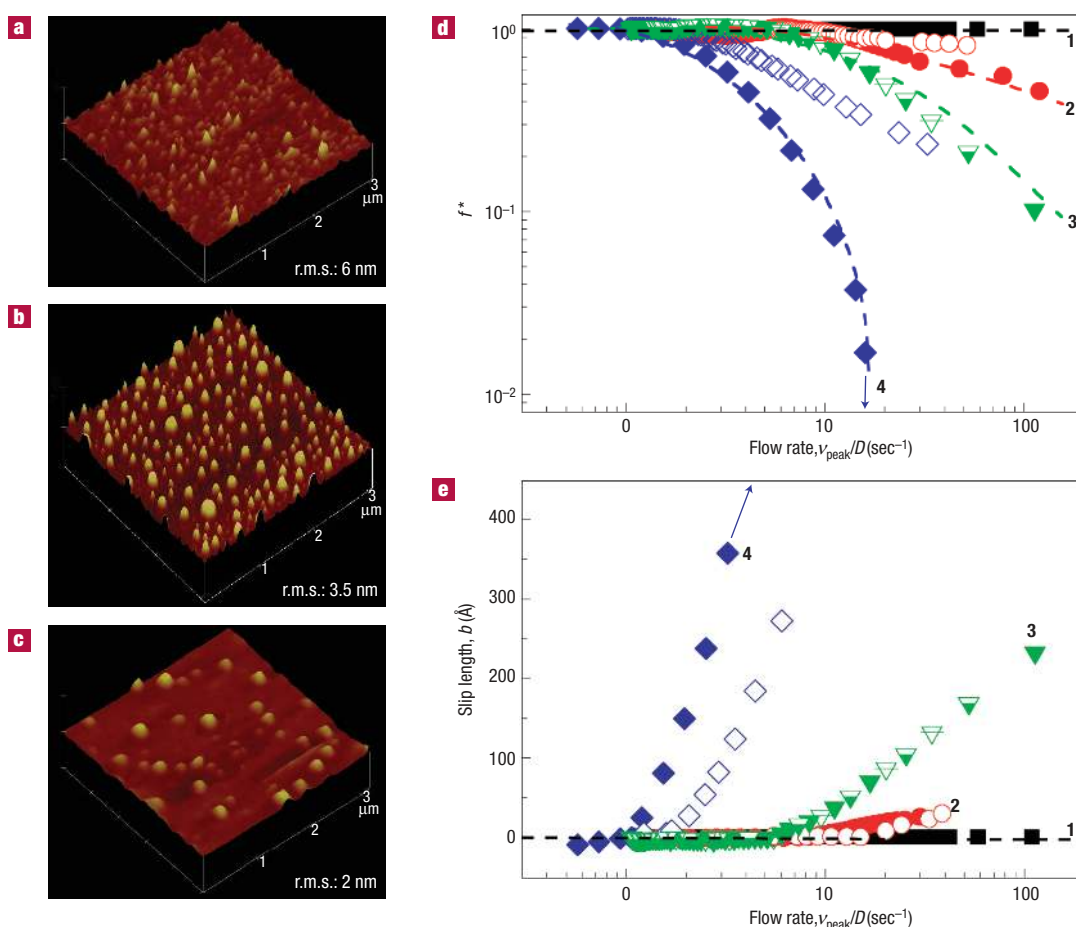 a
3
μm
2
1
r.m.s.: 6 nm
b
3
μm
2
1
r.m.s.: 3.5 nm
c
3
μm
2
1
r.m.s.: 2 nm
d
10⁰
10⁻¹
10⁻²
f*
1
2
3
4
0
10
100
Flow rate,νpeak/D(sec⁻¹)
e
400
300
200
100
0
Slip length, b (Å)
4
3
2
1
0
10
100
Flow rate,νpeak/D(sec⁻¹)